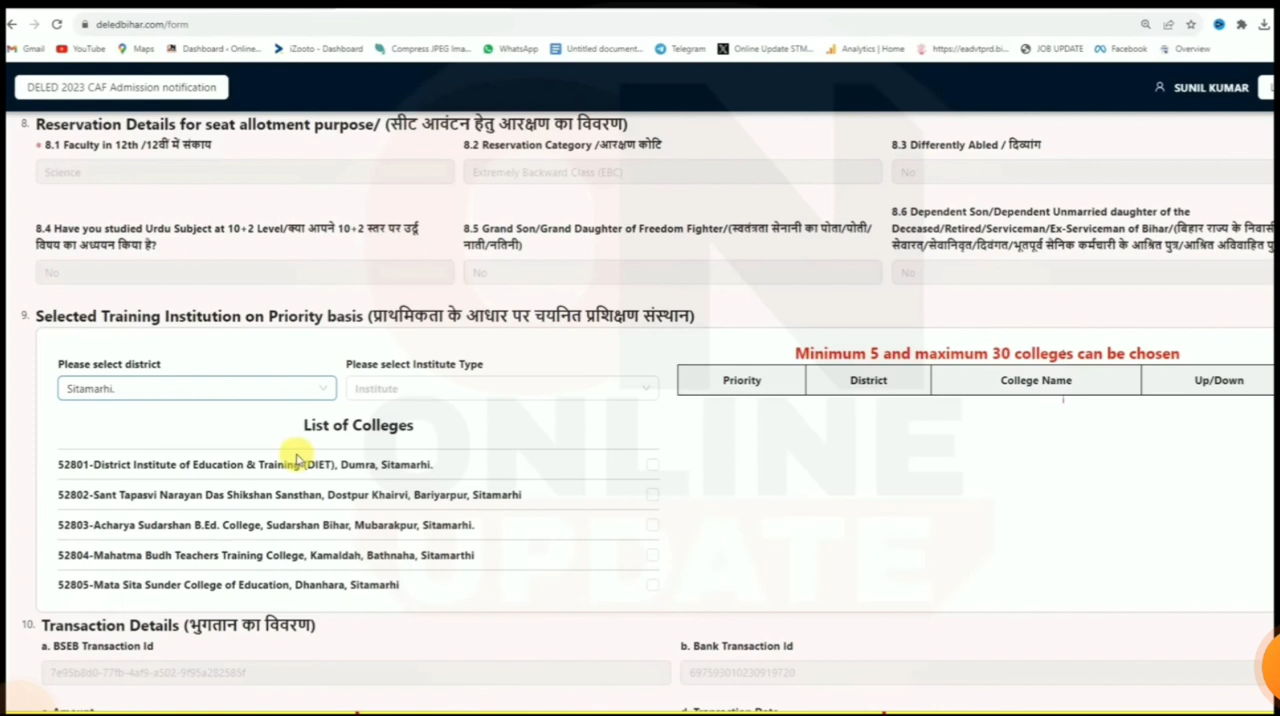 deledbihar.com/form
Gmail YouTube Maps Dashboard - Online... iZooto - Dashboard Compress JPEG Ima... WhatsApp Untitled document... Telegram Online Update STM... Analytics | Home https://eadvtprd.bi... JOB UPDATE Facebook Overview
DELED 2023 CAF Admission notification SUNIL KUMAR
8. Reservation Details for seat allotment purpose/ (सीट आवंटन हेतु आरक्षण का विवरण)
* 8.1 Faculty in 12th /12वीं में संकाय 8.2 Reservation Category /आरक्षण कोटि 8.3 Differently Abled / दिव्यांग
Science Extremely Backward Class (EBC) No
8.6 Dependent Son/Dependent Unmarried daughter of the
8.4 Have you studied Urdu Subject at 10+2 Level/क्या आपने 10+2 स्तर पर उर्दू 8.5 Grand Son/Grand Daughter of Freedom Fighter/(स्वतंत्रता सेनानी का पोता/पोती/ Deceased/Retired/Serviceman/Ex-Serviceman of Bihar/(बिहार राज्य के निवासी
विषय का अध्ययन किया है? नाती/नतिनी) सेवारत/सेवानिवृत/दिवंगत/भूतपूर्व सैनिक कर्मचारी के आश्रित पुत्र/आश्रित अविवाहित
No No No
9. Selected Training Institution on Priority basis (प्राथमिकता के आधार पर चयनित प्रशिक्षण संस्थान)
Minimum 5 and maximum 30 colleges can be chosen
Please select district Please select Institute Type
Priority District College Name Up/Down
Sitamarhi. Institute
List of Colleges
52801-District Institute of Education & Training (DIET), Dumra, Sitamarhi.
52802-Sant Tapasvi Narayan Das Shikshan Sansthan, Dostpur Khairvi, Bariyarpur, Sitamarhi
52803-Acharya Sudarshan B.Ed. College, Sudarshan Bihar, Mubarakpur, Sitamarhi.
52804-Mahatma Budh Teachers Training College, Kamaldah, Bathnaha, Sitamarthi
52805-Mata Sita Sunder College of Education, Dhanhara, Sitamarhi
ON
ONLINE
UPDATE
10. Transaction Details (भुगतान का विवरण)
a. BSEB Transaction Id b. Bank Transaction Id
7e95b8d0-77fb-4af9-a502-9f95a282585f 697593010230919720
c. Amount d. Transaction Date